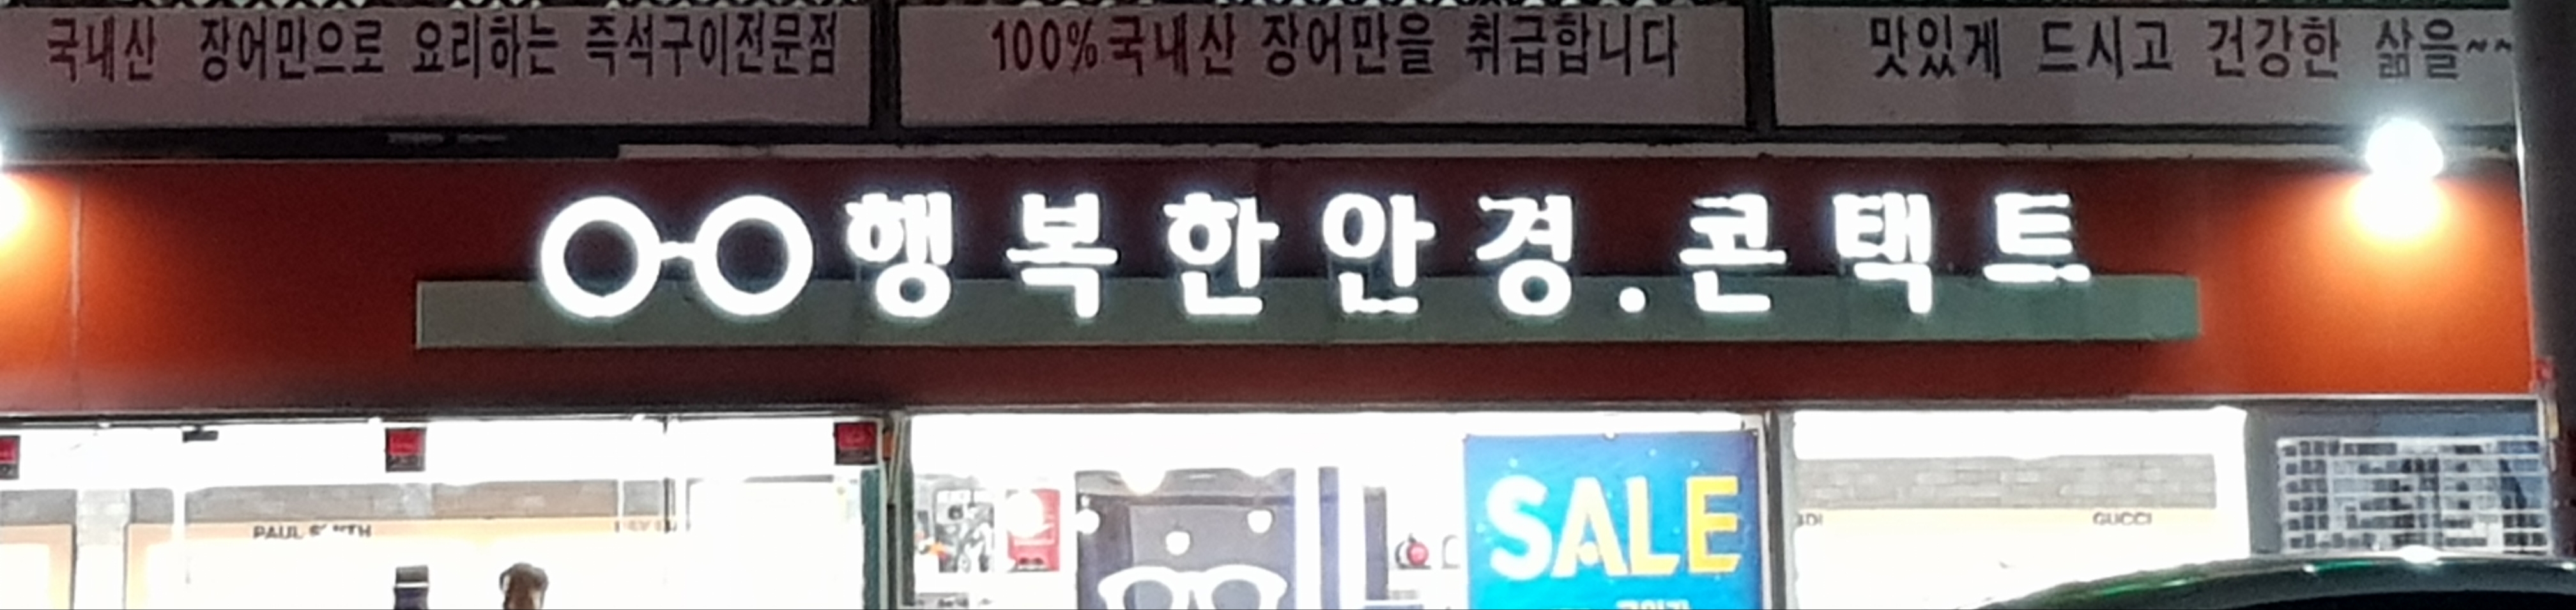 국내산 장어만으로 요리하는 즉석구이전문점
100% 국내산 장어만을 취급합니다
맛있게 드시고 건강한 삶을~~
행복한안경.콘택트
SALE
PAUL SMITH
GUCCI